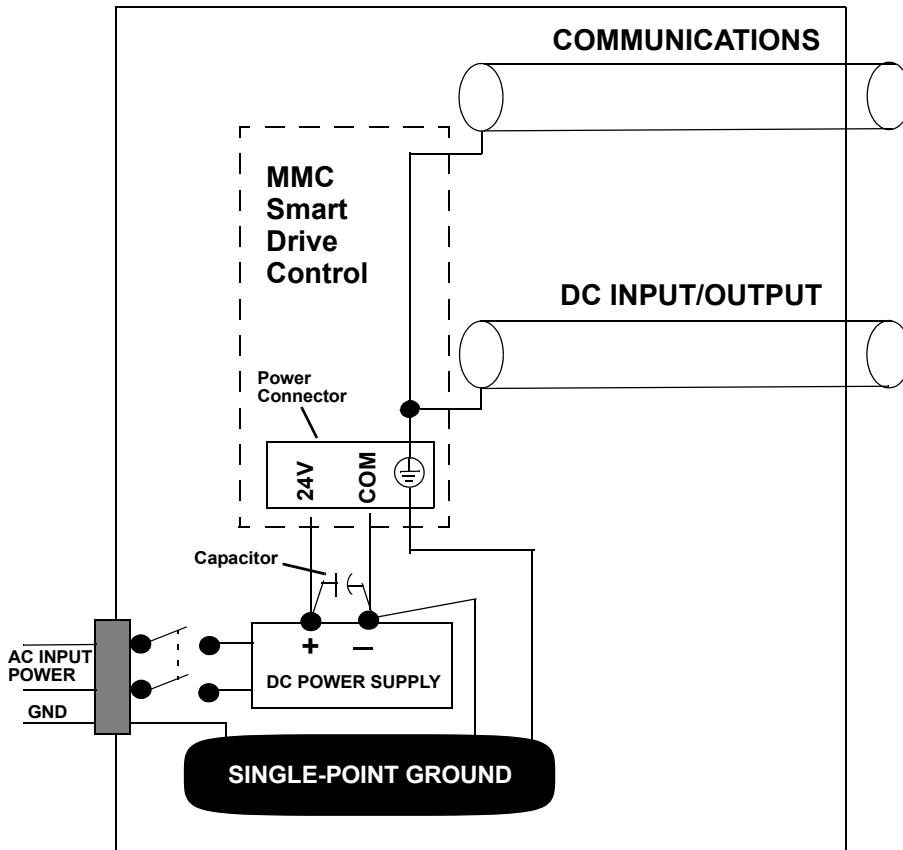 COMMUNICATIONS
MMC
Smart
Drive
Control
DC INPUT/OUTPUT
Power
Connector
24V
COM
Capacitor
+
–
DC POWER SUPPLY
AC INPUT
POWER
GND
SINGLE-POINT GROUND